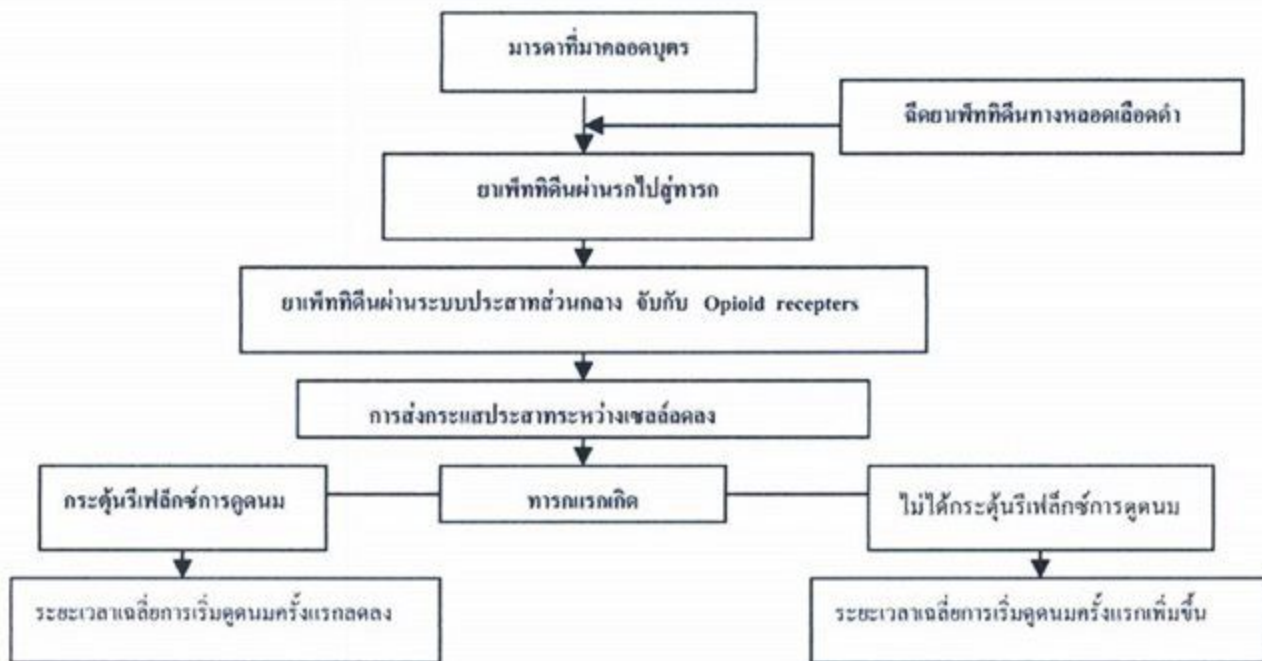 มารดาที่มาคลอดบุตร
ฉีดยาเพ็ททิดีนทางหลอดเลือดดำ
ยาเพ็ททิดีนผ่านรกไปสู่ทารก
ยาเพ็ททิดีนผ่านระบบประสาทส่วนกลาง จับกับ Opioid recepters
การส่งกระแสประสาทระหว่างเซลล์ลดลง
กระตุ้นรีเฟล็กซ์การดูดนม
ทารกแรกเกิด
ไม่ได้กระตุ้นรีเฟล็กซ์การดูดนม
ระยะเวลาเฉลี่ยการเริ่มดูดนมครั้งแรกลดลง
ระยะเวลาเฉลี่ยการเริ่มดูดนมครั้งแรกเพิ่มขึ้น